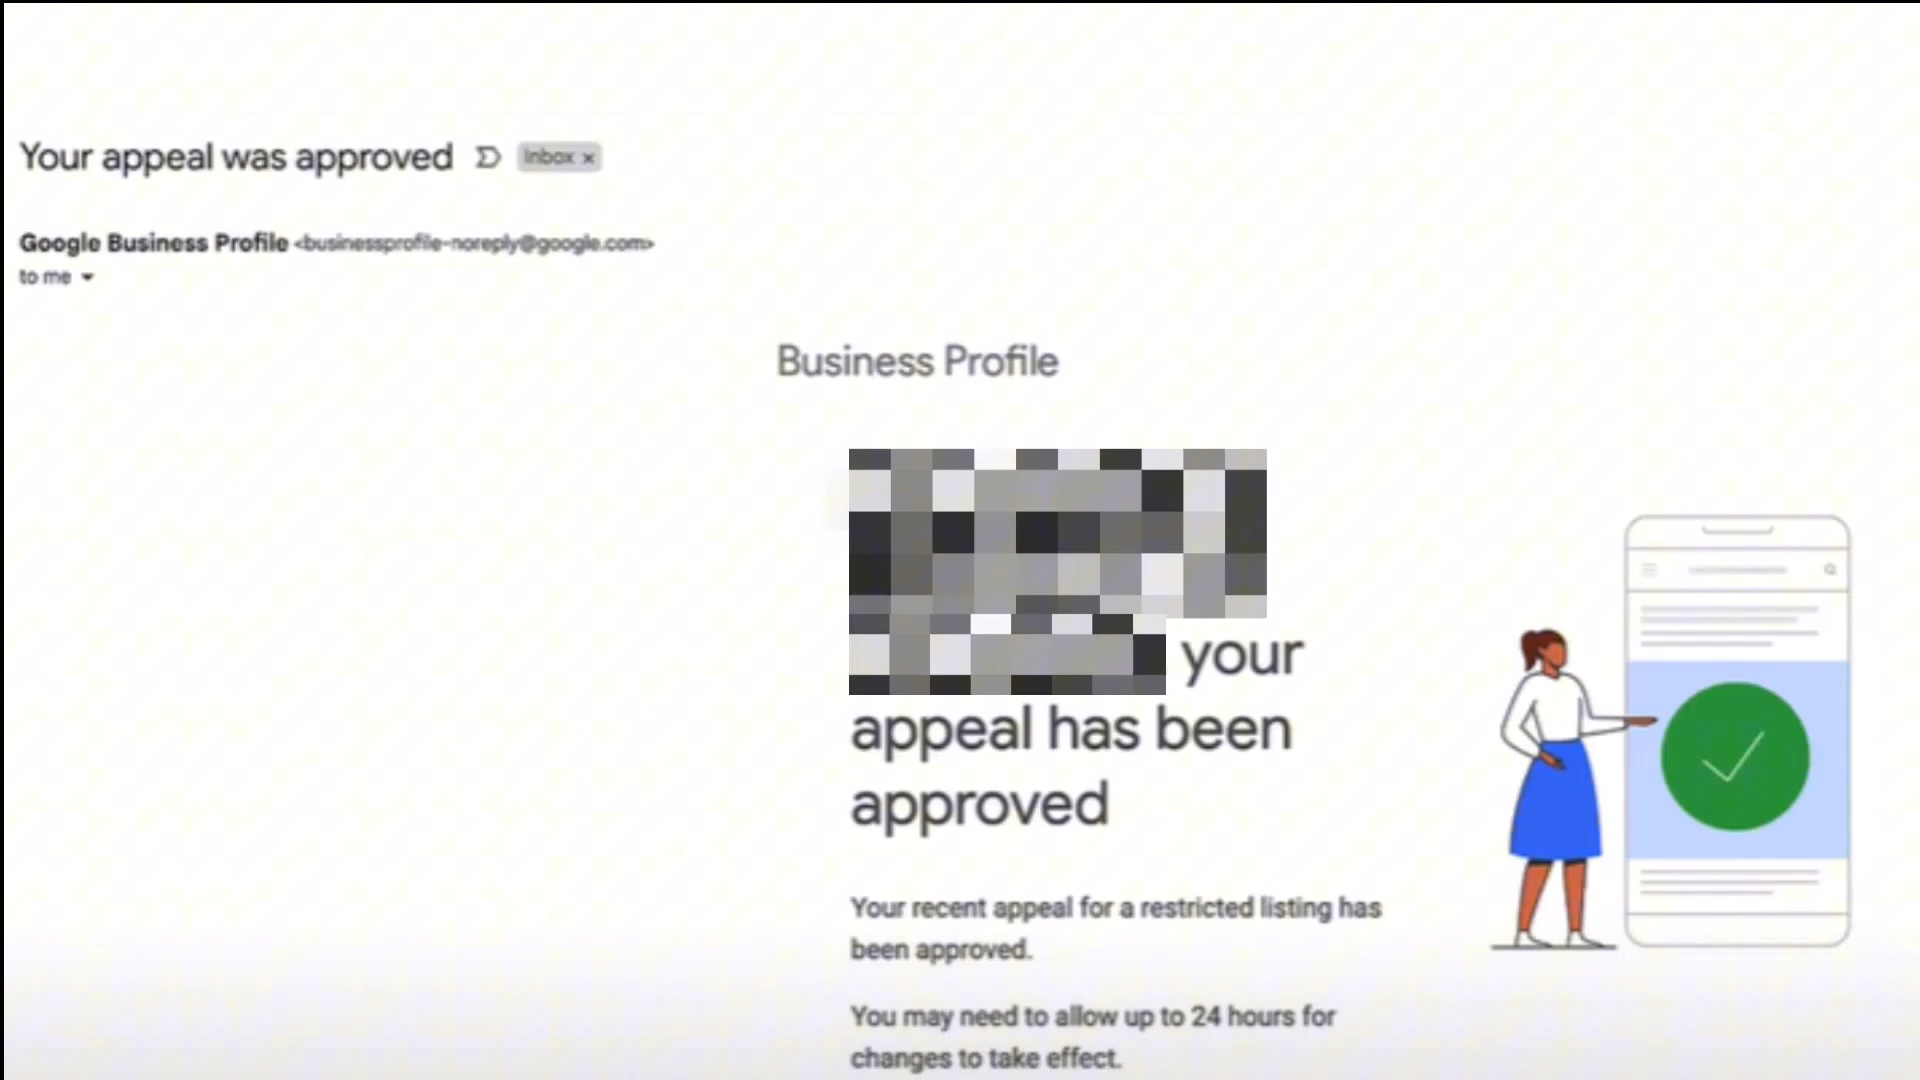 Your appeal was approved Inbox x
Google Business Profile <businessprofile-noreply@google.com>
to me
Business Profile
your
appeal has been
approved
Your recent appeal for a restricted listing has
been approved.
You may need to allow up to 24 hours for
changes to take effect.